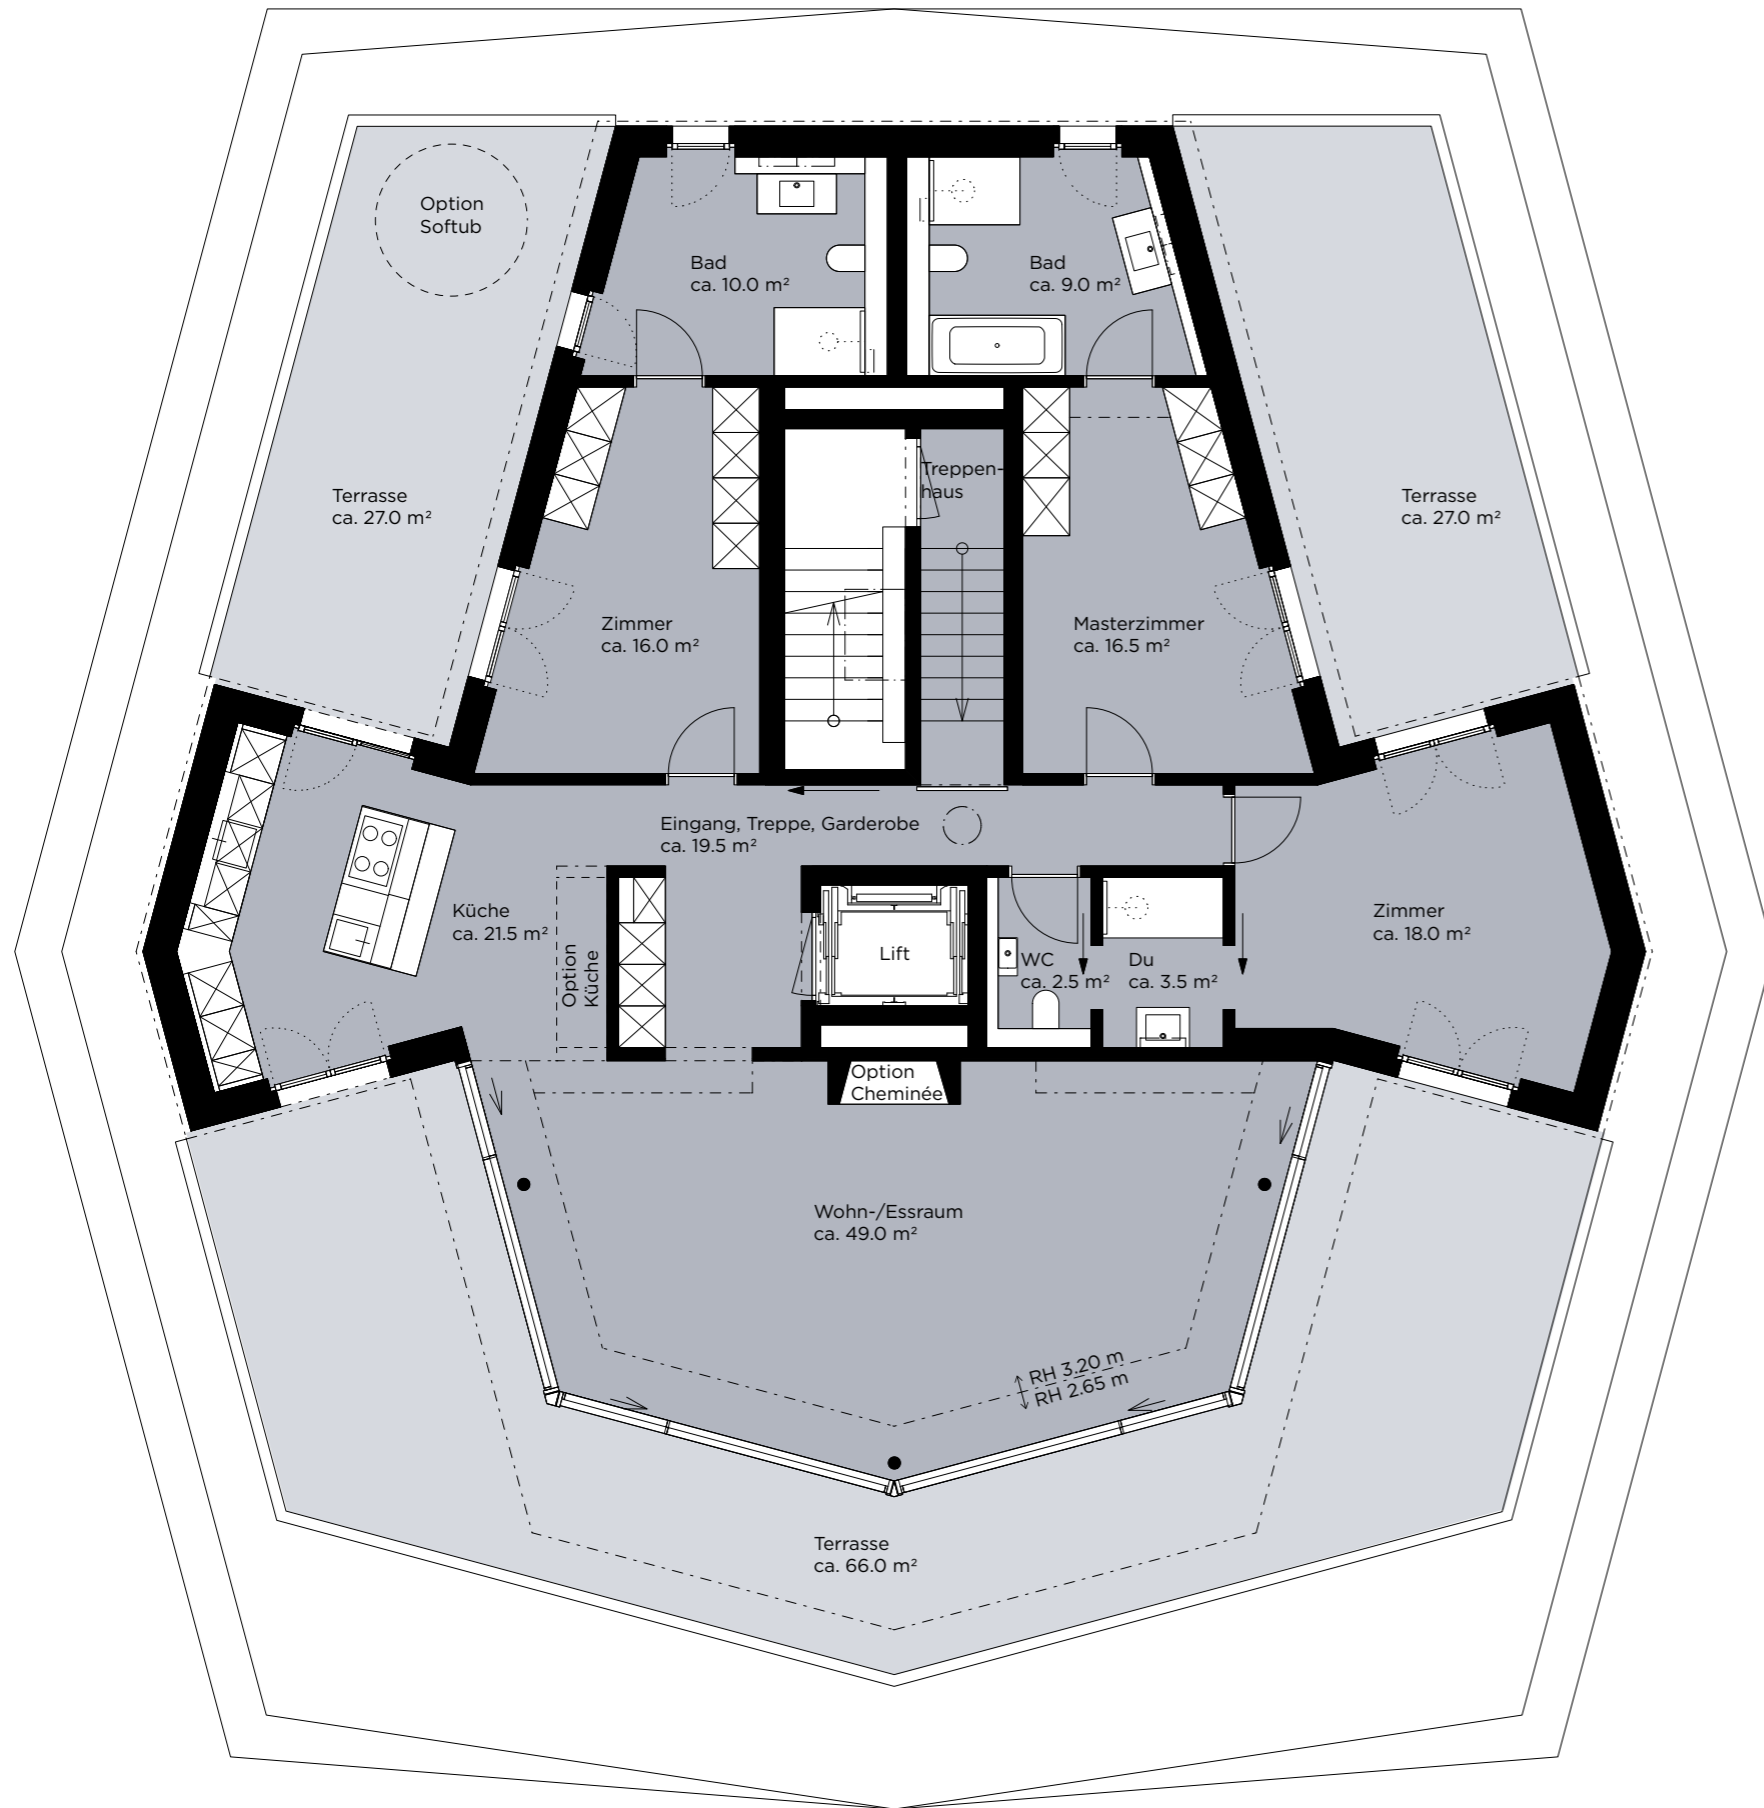 Option
Softub
Bad
ca. 10.0 m²
Bad
ca. 9.0 m²
Terrasse
ca. 27.0 m²
Treppen-
haus
Terrasse
ca. 27.0 m²
Zimmer
ca. 16.0 m²
Masterzimmer
ca. 16.5 m²
Eingang, Treppe, Garderobe
ca. 19.5 m²
Küche
ca. 21.5 m²
Option
Küche
Lift
WC
ca. 2.5 m²
Du
ca. 3.5 m²
Zimmer
ca. 18.0 m²
Option
Cheminée
Wohn-/Essraum
ca. 49.0 m²
RH 3.20 m
RH 2.65 m
Terrasse
ca. 66.0 m²